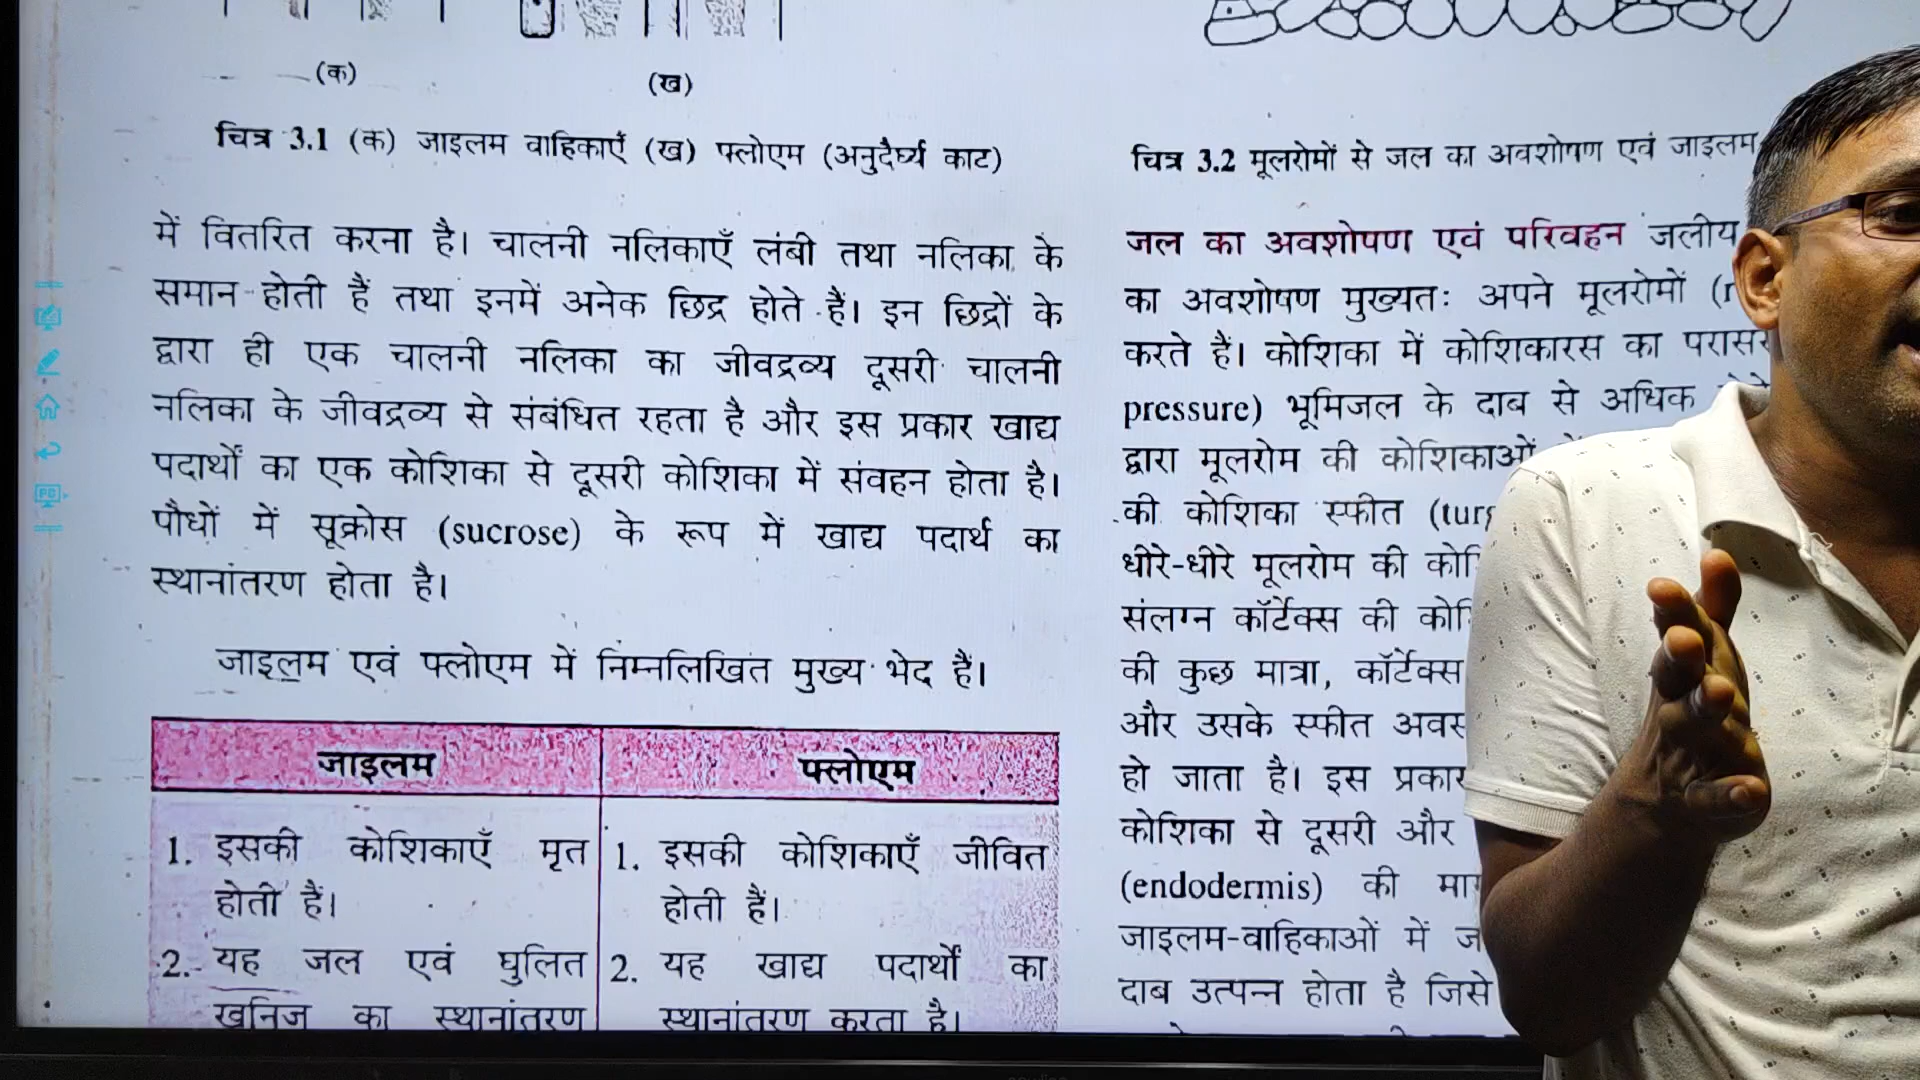 (क)
(ख)
चित्र 3.1 (क) जाइलम वाहिकाएँ (ख) फ्लोएम (अनुदैर्घ्य काट)
में वितरित करना है। चालनी नलिकाएँ लंबी तथा नलिका के
समान होती हैं तथा इनमें अनेक छिद्र होते हैं। इन छिद्रों के
द्वारा ही एक चालनी नलिका का जीवद्रव्य दूसरी चालनी
नलिका के जीवद्रव्य से संबंधित रहता है और इस प्रकार खाद्य
पदार्थों का एक कोशिका से दूसरी कोशिका में संवहन होता है।
पौधों में सूक्रोस (sucrose) के रूप में खाद्य पदार्थ का
स्थानांतरण होता है।
जाइलम एवं फ्लोएम में निम्नलिखित मुख्य भेद हैं।
जाइलम
1. इसकी कोशिकाएँ मृत
होती हैं।
2. यह जल एवं घुलित
खनिज का स्थानांतरण
फ्लोएम
1. इसकी कोशिकाएँ जीवित
होती हैं।
2. यह खाद्य पदार्थों का
स्थानांतरण करता है।
चित्र 3.2 मूलरोमों से जल का अवशोषण एवं जाइलम
जल का अवशोषण एवं परिवहन जलीय
का अवशोषण मुख्यतः अपने मूलरोमों
करते हैं। कोशिका में कोशिकारस का
pressure) भूमिजल के दाब से अधिक
द्वारा मूलरोम की कोशिकाओं
की कोशिका स्फीत
धीरे-धीरे मूलरोम की
संलग्न कॉर्टेक्स की
की कुछ मात्रा, कॉर्टेक्स
और उसके स्फीत
हो जाता है। इस प्रकार
कोशिका से दूसरी और
(endodermis) की
जाइलम-वाहिकाओं में
दाब उत्पन्न होता है जिसे